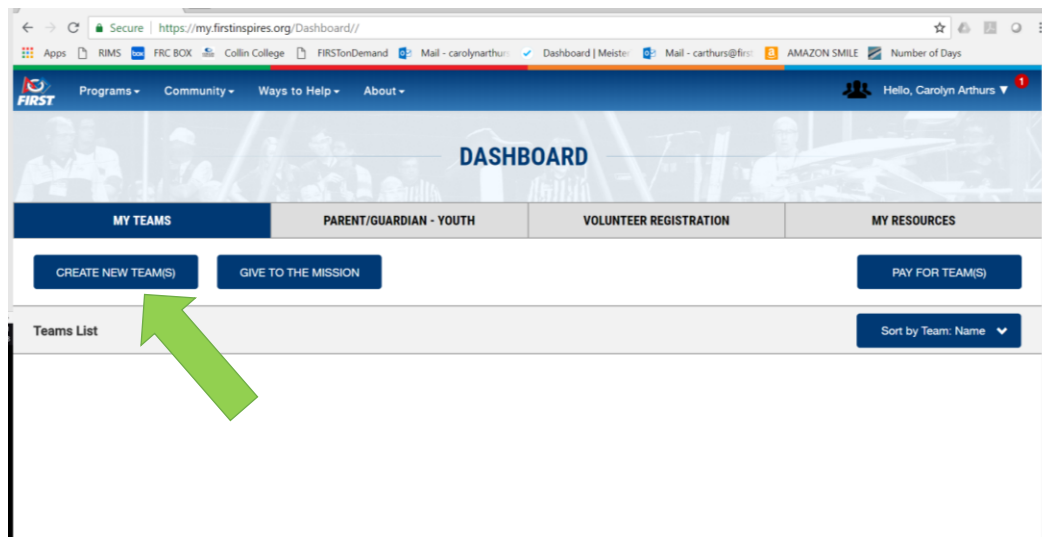 Secure | https://my.firstinspires.org/Dashboard//
Apps RIMS FRC BOX Collin College FIRSTonDemand Mail - carolynarthur Dashboard | Meister Mail - carthurs@first AMAZON SMILE Number of Days
FIRST Programs Community Ways to Help About Hello, Carolyn Arthurs 1
DASHBOARD
MY TEAMS PARENT/GUARDIAN - YOUTH VOLUNTEER REGISTRATION MY RESOURCES
CREATE NEW TEAM(S) GIVE TO THE MISSION PAY FOR TEAM(S)
Teams List Sort by Team: Name